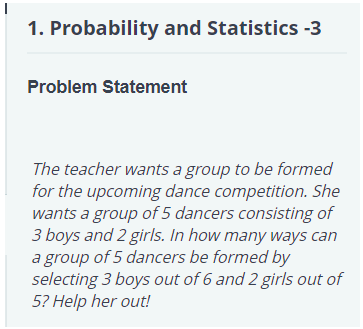 1. Probability and Statistics -3
Problem Statement
The teacher wants a group to be formed
for the upcoming dance competition. She
wants a group of 5 dancers consisting of
3 boys and 2 girls. In how many ways can
a group of 5 dancers be formed by
selecting 3 boys out of 6 and 2 girls out of
5? Help her out!